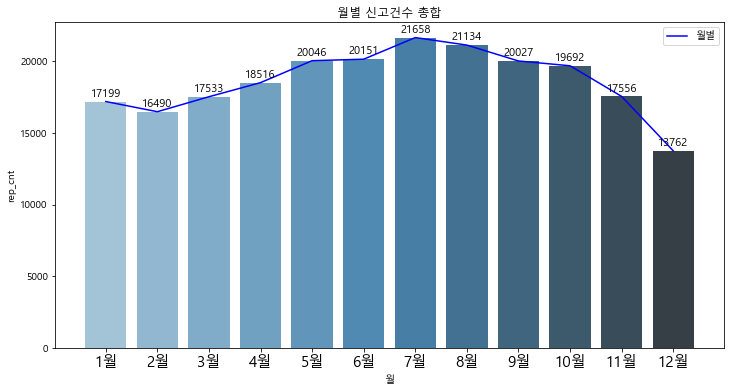 월별 신고건수 총합
월별
rep_cnt
20000
15000
10000
5000
0
17199
16490
17533
18516
20046
20151
21658
21134
20027
19692
17556
13762
1월
2월
3월
4월
5월
6월
7월
8월
9월
10월
11월
12월
월